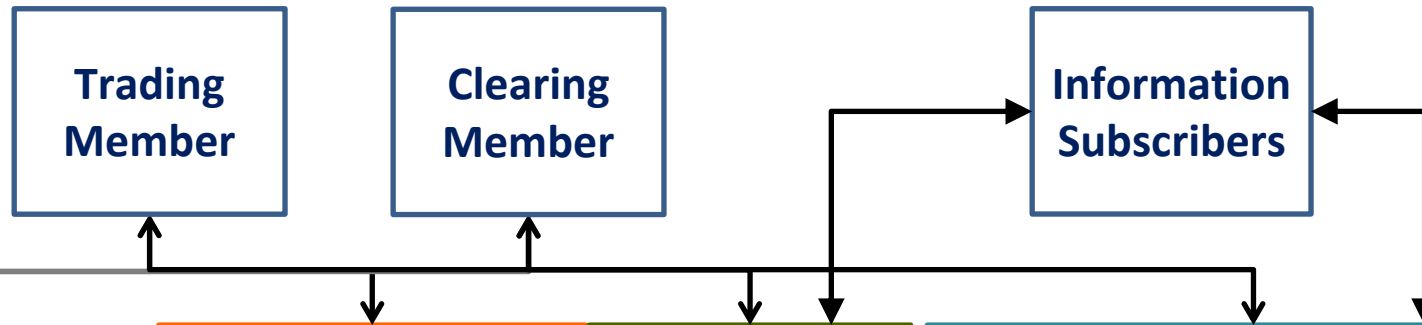 Trading
Member
Clearing
Member
Information
Subscribers